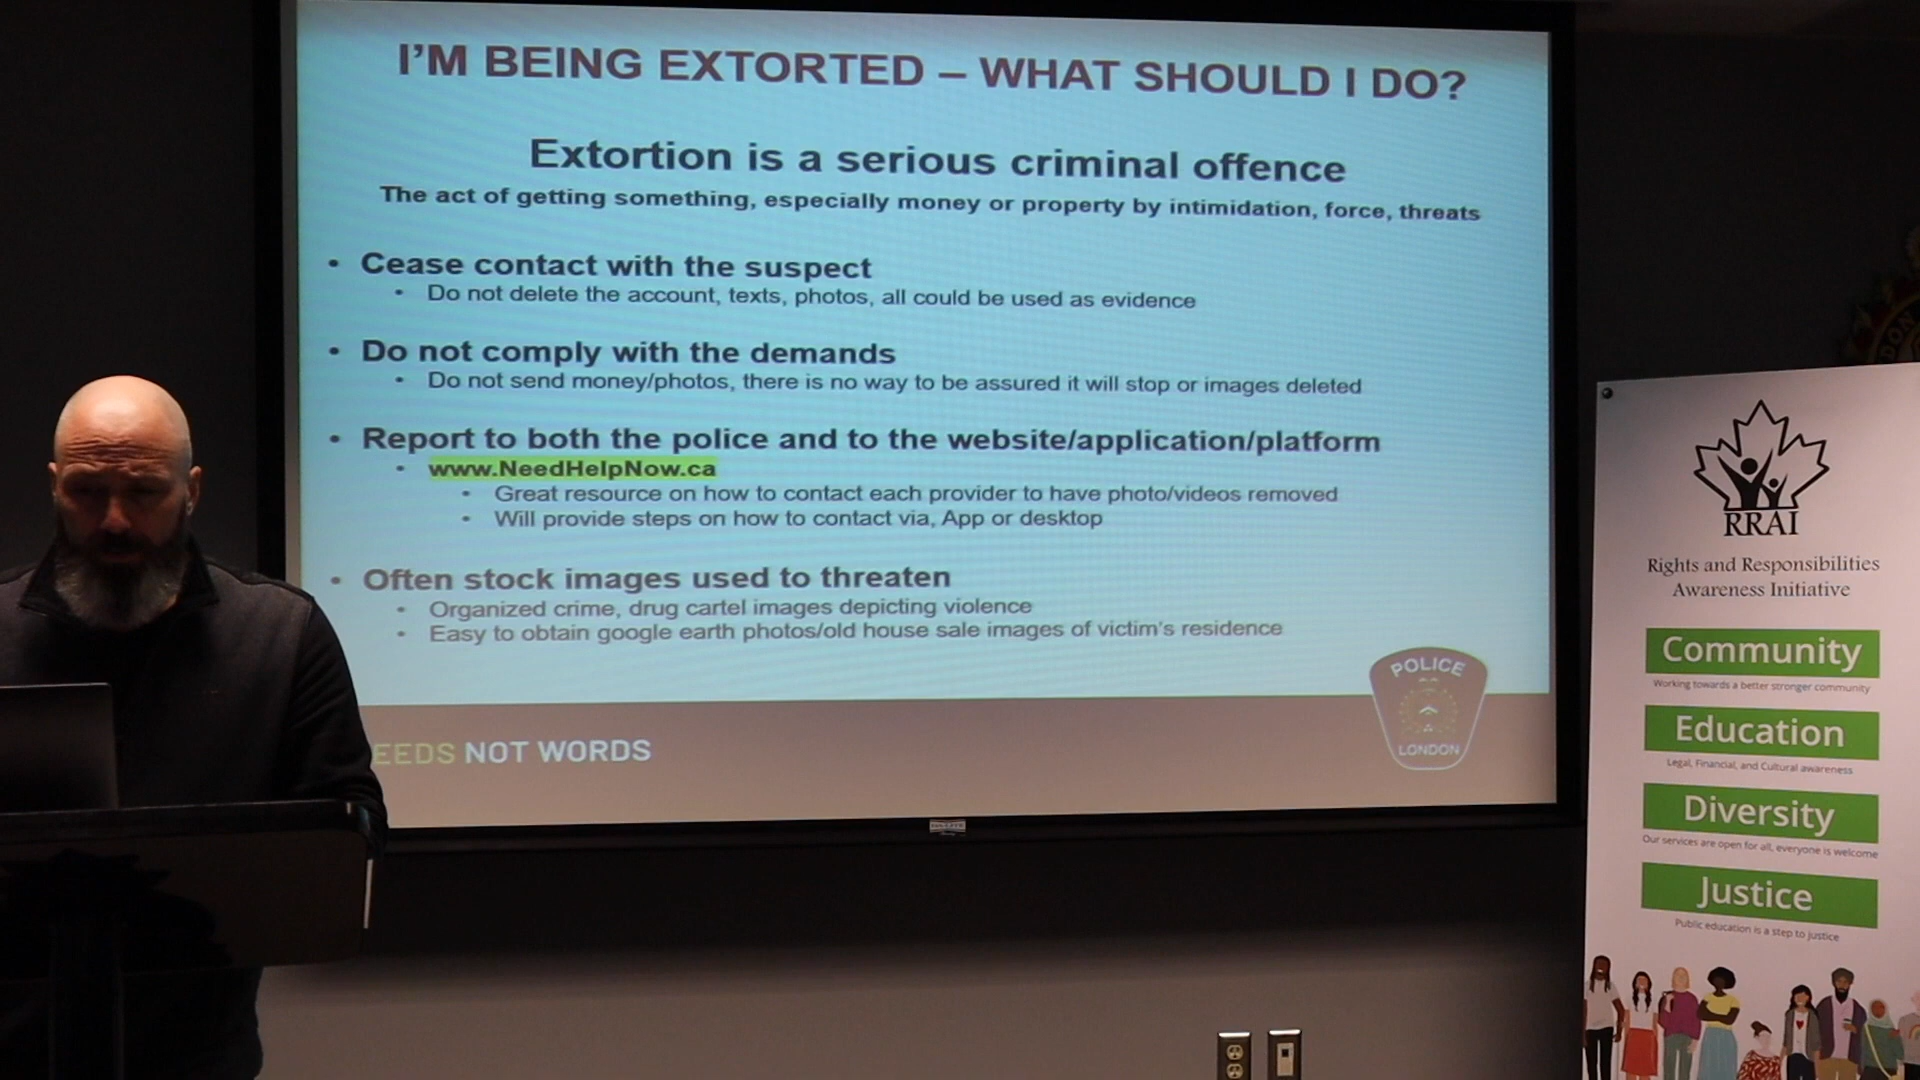 I'M BEING EXTORTED – WHAT SHOULD I DO?
Extortion is a serious criminal offence
The act of getting something, especially money or property by intimidation, force, threats
• Cease contact with the suspect
• Do not delete the account, texts, photos, all could be used as evidence
• Do not comply with the demands
• Do not send money/photos, there is no way to be assured it will stop or images deleted
• Report to both the police and to the website/application/platform
• www.NeedHelpNow.ca
• Great resource on how to contact each provider to have photo/videos removed
• Will provide steps on how to contact via, App or desktop
• Often stock images used to threaten
• Organized crime, drug cartel images depicting violence
• Easy to obtain google earth photos/old house sale images of victim's residence
POLICE
LONDON
EEDS NOT WORDS
RRAI
Rights and Responsibilities
Awareness Initiative
Community
Working towards a better stronger community
Education
Legal, Financial, and Cultural awareness
Diversity
Our services are open for all, everyone is welcome
Justice
Public education is a step to justice